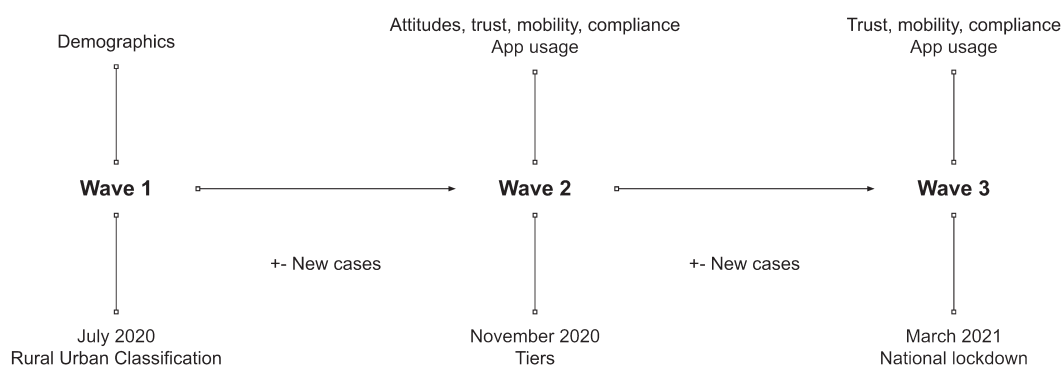 Demographics
Attitudes, trust, mobility, compliance
App usage
Trust, mobility, compliance
App usage
Wave 1
Wave 2
Wave 3
+- New cases
+- New cases
July 2020
Rural Urban Classification
November 2020
Tiers
March 2021
National lockdown